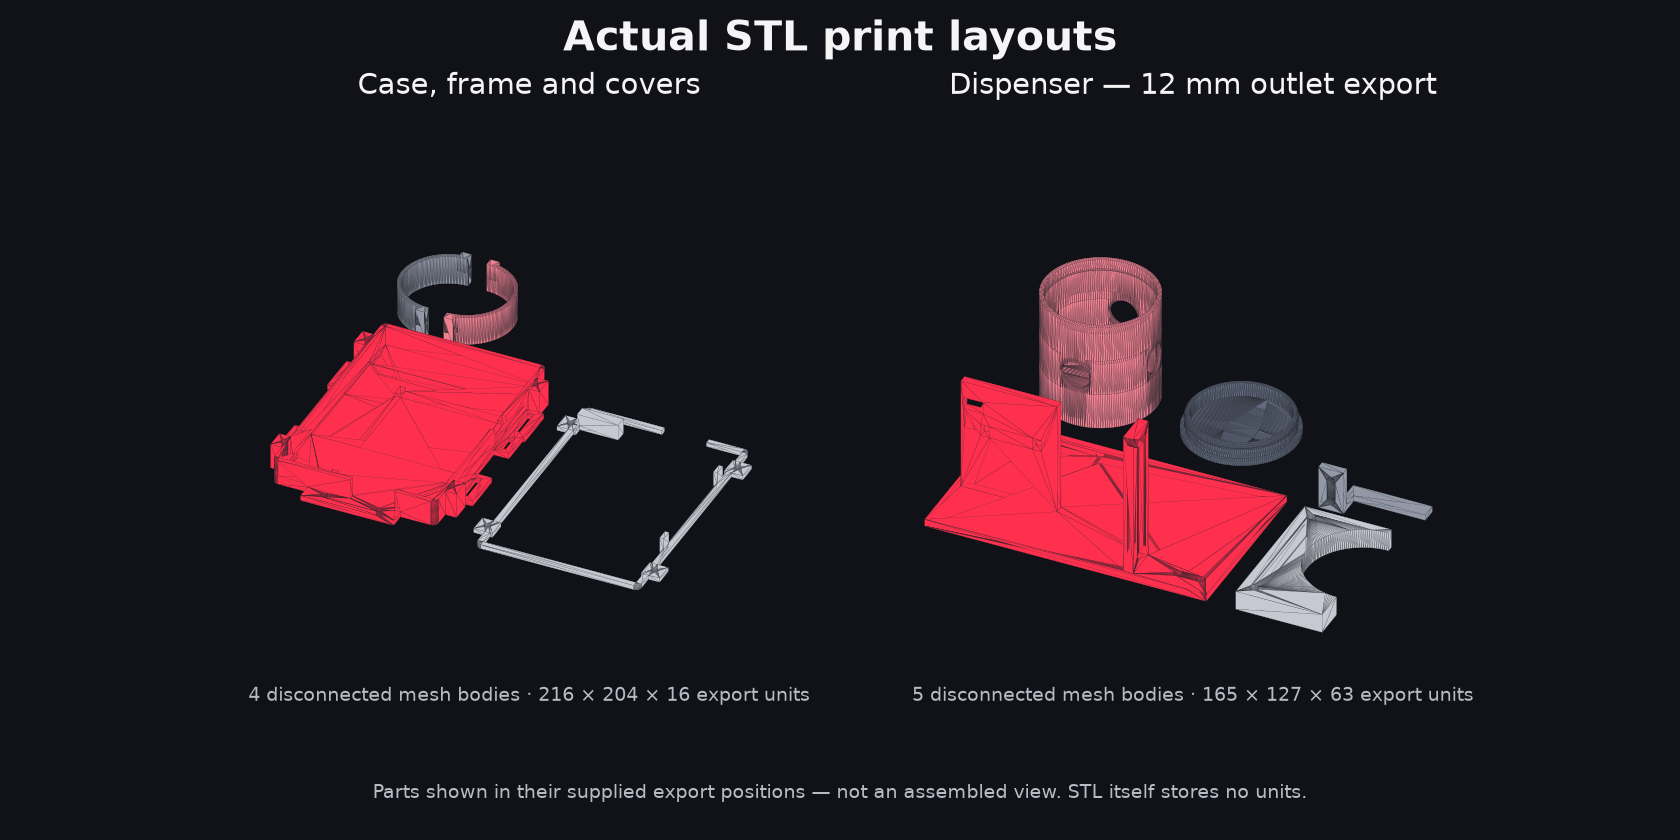 Actual STL print layouts
Case, frame and covers
Dispenser — 12 mm outlet export
4 disconnected mesh bodies · 216 × 204 × 16 export units
5 disconnected mesh bodies · 165 × 127 × 63 export units
Parts shown in their supplied export positions — not an assembled view. STL itself stores no units.